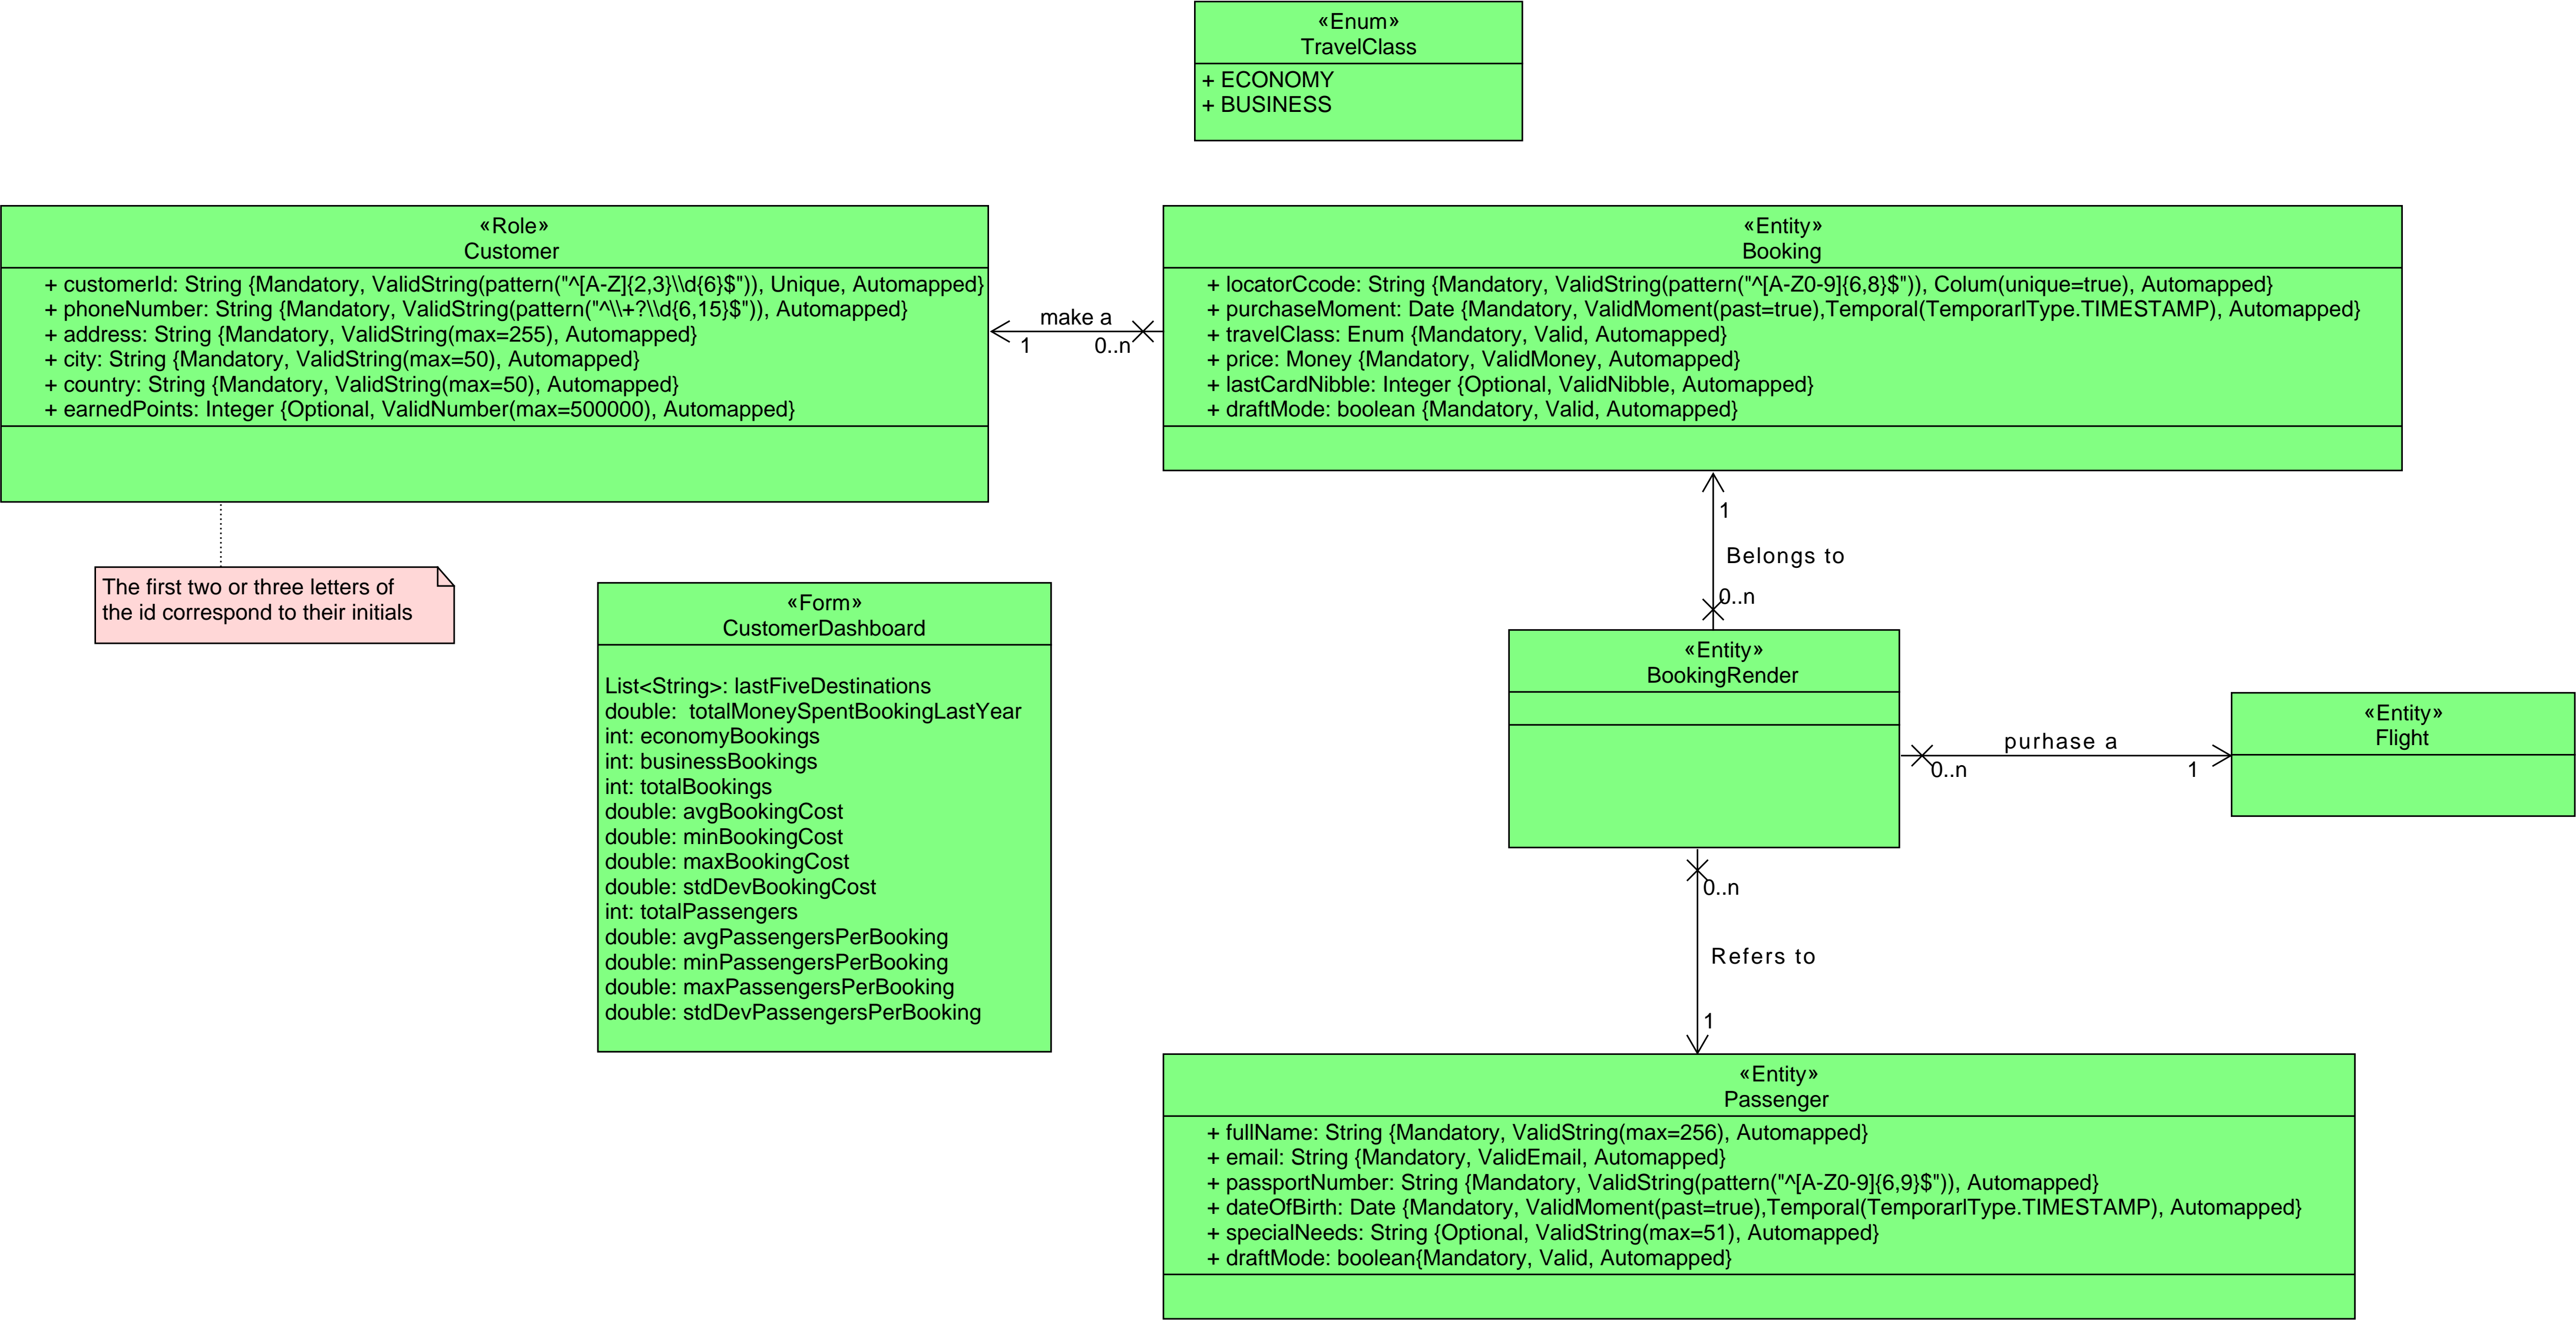 «Enum»
TravelClass
+ ECONOMY
+ BUSINESS
«Role»
Customer
+ customerId: String {Mandatory, ValidString(pattern("^[A-Z]{2,3}\\d{6}$")), Unique, Automapped}
+ phoneNumber: String {Mandatory, ValidString(pattern("^\\+?\\d{6,15}$")), Automapped}
+ address: String {Mandatory, ValidString(max=255), Automapped}
+ city: String {Mandatory, ValidString(max=50), Automapped}
+ country: String {Mandatory, ValidString(max=50), Automapped}
+ earnedPoints: Integer {Optional, ValidNumber(max=500000), Automapped}
make a
1
0..n
«Entity»
Booking
+ locatorCcode: String {Mandatory, ValidString(pattern("^[A-Z0-9]{6,8}$")), Colum(unique=true), Automapped}
+ purchaseMoment: Date {Mandatory, ValidMoment(past=true),Temporal(TemporarlType.TIMESTAMP), Automapped}
+ travelClass: Enum {Mandatory, Valid, Automapped}
+ price: Money {Mandatory, ValidMoney, Automapped}
+ lastCardNibble: Integer {Optional, ValidNibble, Automapped}
+ draftMode: boolean {Mandatory, Valid, Automapped}
The first two or three letters of
the id correspond to their initials
1
Belongs to
0..n
«Form»
CustomerDashboard
List<String>: lastFiveDestinations
double:  totalMoneySpentBookingLastYear
int: economyBookings
int: businessBookings
int: totalBookings
double: avgBookingCost
double: minBookingCost
double: maxBookingCost
double: stdDevBookingCost
int: totalPassengers
double: avgPassengersPerBooking
double: minPassengersPerBooking
double: maxPassengersPerBooking
double: stdDevPassengersPerBooking
«Entity»
BookingRender
purhase a
0..n
1
«Entity»
Flight
0..n
Refers to
1
«Entity»
Passenger
+ fullName: String {Mandatory, ValidString(max=256), Automapped}
+ email: String {Mandatory, ValidEmail, Automapped}
+ passportNumber: String {Mandatory, ValidString(pattern("^[A-Z0-9]{6,9}$")), Automapped}
+ dateOfBirth: Date {Mandatory, ValidMoment(past=true),Temporal(TemporarlType.TIMESTAMP), Automapped}
+ specialNeeds: String {Optional, ValidString(max=51), Automapped}
+ draftMode: boolean{Mandatory, Valid, Automapped}